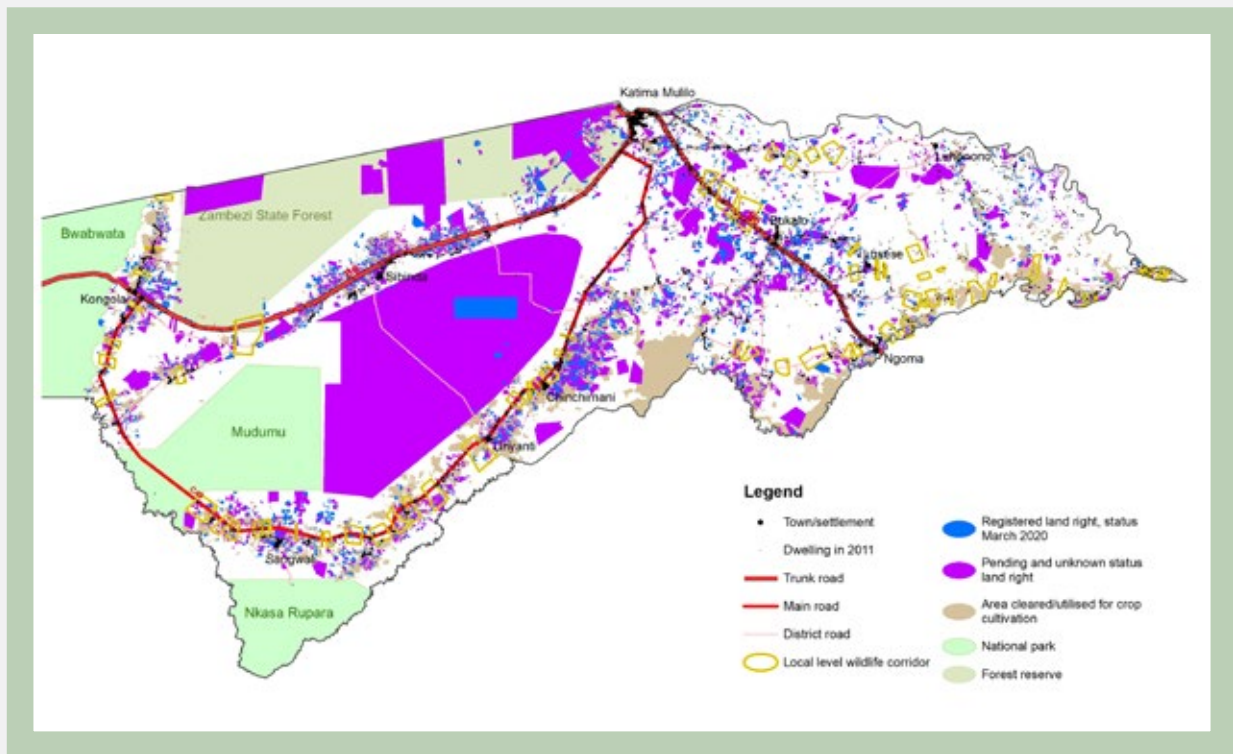 Katima Mulilo
Zambezi State Forest
Bwabwata
Kongola
Sibinda
Bukalo
Ngoma
Chinchimani
Linyanti
Mudumu
Sangwali
Nkasa Rupara
Legend
Town/settlement
Dwelling in 2011
Trunk road
Main road
District road
Local level wildlife corridor
Registered land right, status
March 2020
Pending and unknown status
land right
Area cleared/utilised for crop
cultivation
National park
Forest reserve